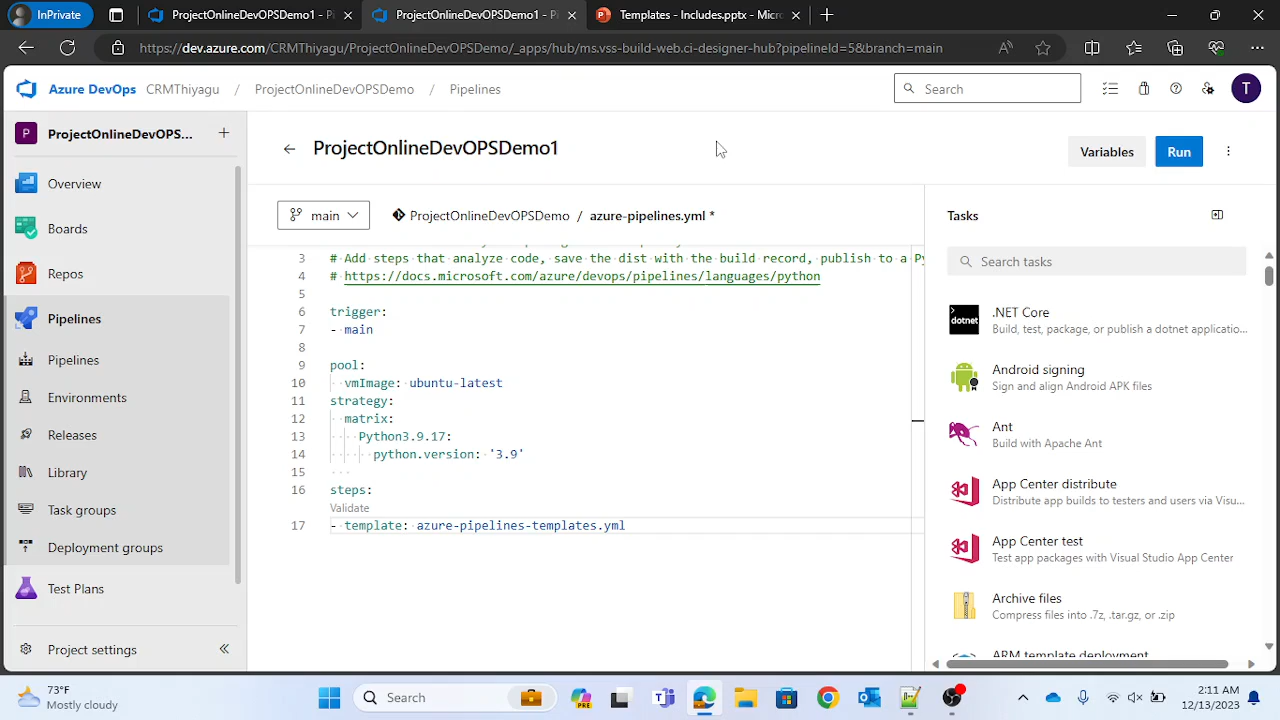 InPrivate
ProjectOnlineDevOPSDemo1 - Pi
ProjectOnlineDevOPSDemo1 - Pi
Templates - Includes.pptx - Micro
https://dev.azure.com/CRMThiyagu/ProjectOnlineDevOPSDemo/_apps/hub/ms.vss-build-web.ci-designer-hub?pipelineId=5&branch=main
Azure DevOps CRMThiyagu / ProjectOnlineDevOPSDemo / Pipelines
Search
T
P ProjectOnlineDevOPS...
Overview
Boards
Repos
Pipelines
Pipelines
Environments
Releases
Library
Task groups
Deployment groups
Test Plans
Project settings
ProjectOnlineDevOPSDemo1
Variables
Run
main
ProjectOnlineDevOPSDemo / azure-pipelines.yml *
3 # Add steps that analyze code, save the dist with the build record, publish to a Py
4 # https://docs.microsoft.com/azure/devops/pipelines/languages/python
5
6 trigger:
7 - main
8
9 pool:
10 vmImage: ubuntu-latest
11 strategy:
12 matrix:
13 Python3.9.17:
14 python.version: '3.9'
15
16 steps:
Validate
17 - template: azure-pipelines-templates.yml
Tasks
Search tasks
.NET Core
Build, test, package, or publish a dotnet applicatio...
dotnet
Android signing
Sign and align Android APK files
Ant
Build with Apache Ant
App Center distribute
Distribute app builds to testers and users via Visu...
App Center test
Test app packages with Visual Studio App Center
Archive files
Compress files into .7z, .tar.gz, or .zip
ARM template deployment
73°F
Mostly cloudy
Search
PRE
2:11 AM
12/13/2023